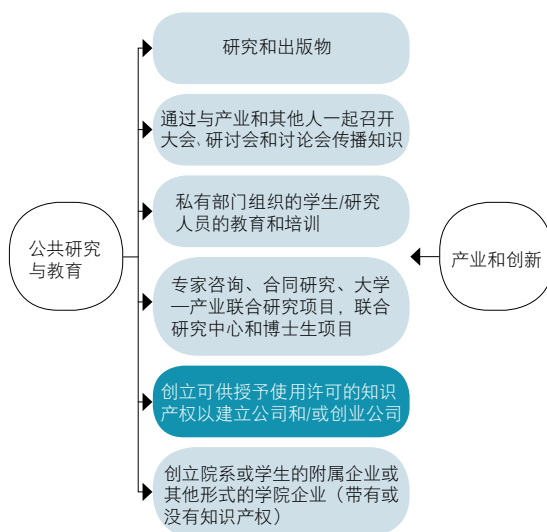 研究和出版物
通过与产业和其他人一起召开
大会、研讨会和讨论会传播知识
私有部门组织的学生/研究
人员的教育和培训
公共研究
与教育
产业和创新
专家咨询、合同研究、大学
—产业联合研究项目，联合
研究中心和博士生项目
创立可供授予使用许可的知识
产权以建立公司和/或创业公司
创立院系或学生的附属企业或
其他形式的学院企业（带有或
没有知识产权）